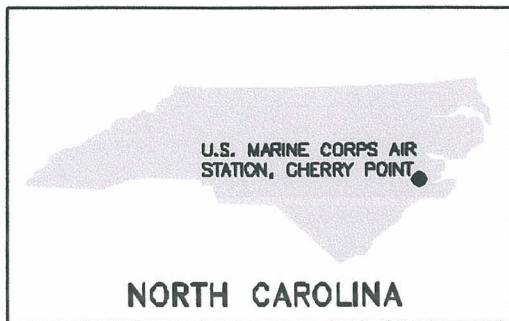 U.S. MARINE CORPS AIR
STATION, CHERRY POINT
NORTH CAROLINA